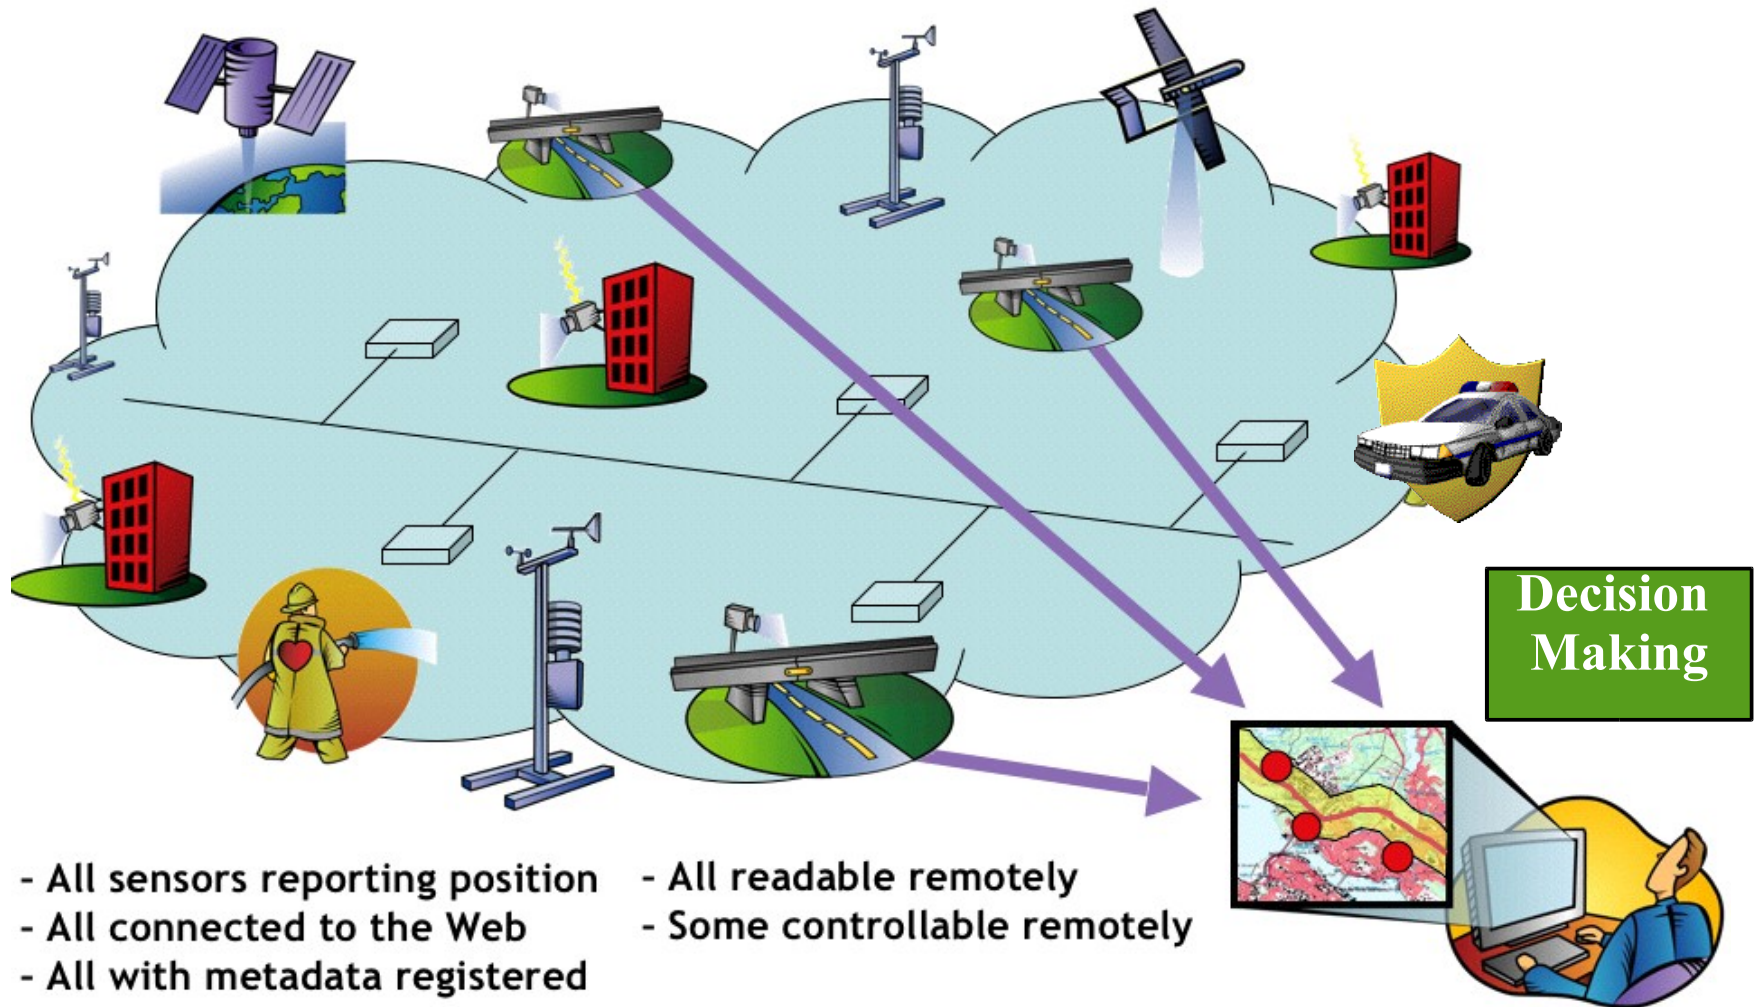 Decision
Making
- All sensors reporting position
- All connected to the Web
- All with metadata registered
- All readable remotely
- Some controllable remotely